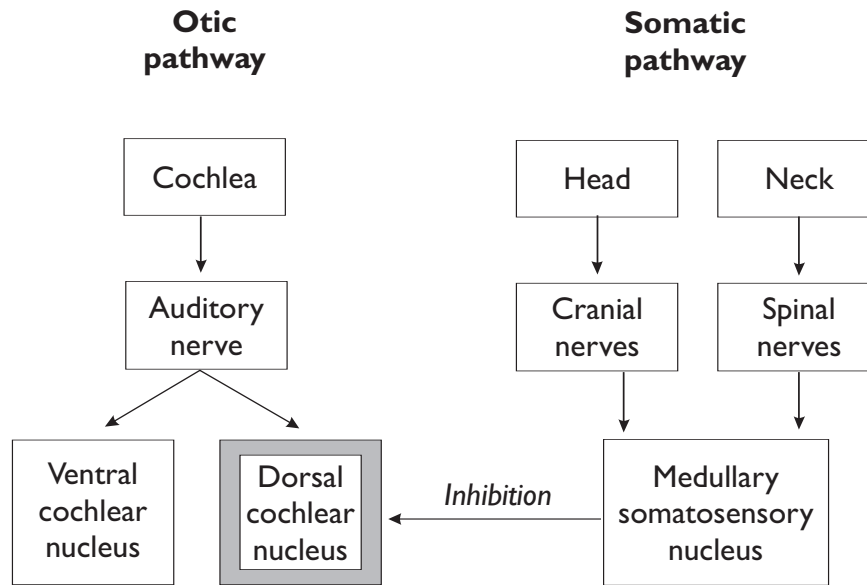 Otic
pathway
Somatic
pathway
Cochlea
Head
Neck
Auditory
nerve
Cranial
nerves
Spinal
nerves
Ventral
cochlear
nucleus
Dorsal
cochlear
nucleus
Inhibition
Medullary
somatosensory
nucleus